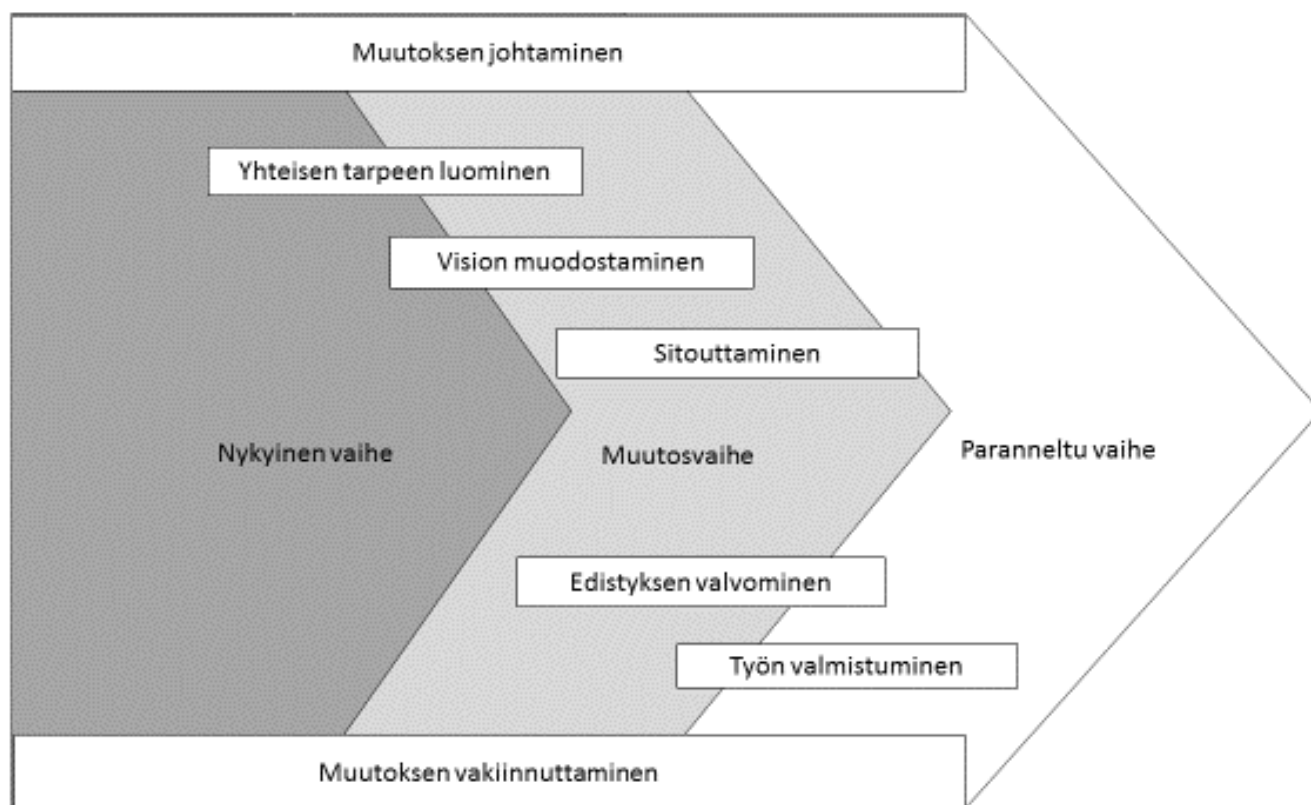 Muutoksen johtaminen
Yhteisen tarpeen luominen
Vision muodostaminen
Sitouttaminen
Nykyinen vaihe
Muutosvaihe
Paranneltu vaihe
Edistyksen valvominen
Työn valmistuminen
Muutoksen vakiinnuttaminen